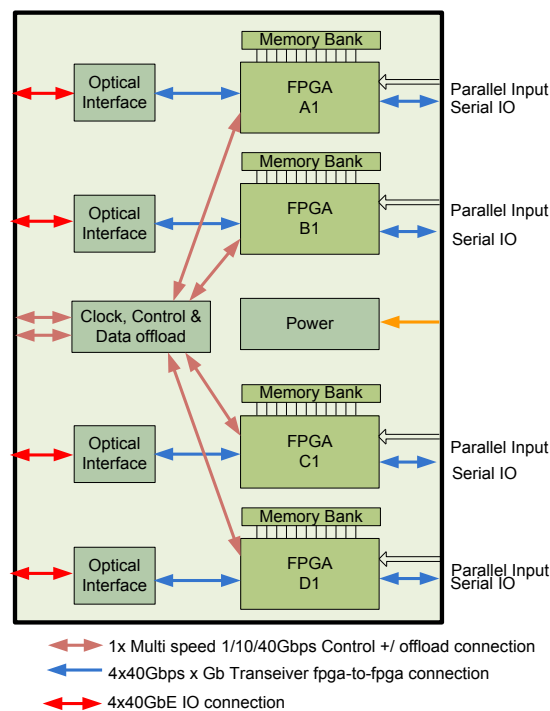 Memory Bank
Optical
Interface
FPGA
A1
Parallel Input
Serial IO
Memory Bank
Optical
Interface
FPGA
B1
Parallel Input
Serial IO
Clock, Control &
Data offload
Power
Memory Bank
Optical
Interface
FPGA
C1
Parallel Input
Serial IO
Memory Bank
Optical
Interface
FPGA
D1
Parallel Input
Serial IO
1x Multi speed 1/10/40Gbps Control +/ offload connection
4x40Gbps x Gb Transeiver fpga-to-fpga connection
4x40GbE IO connection